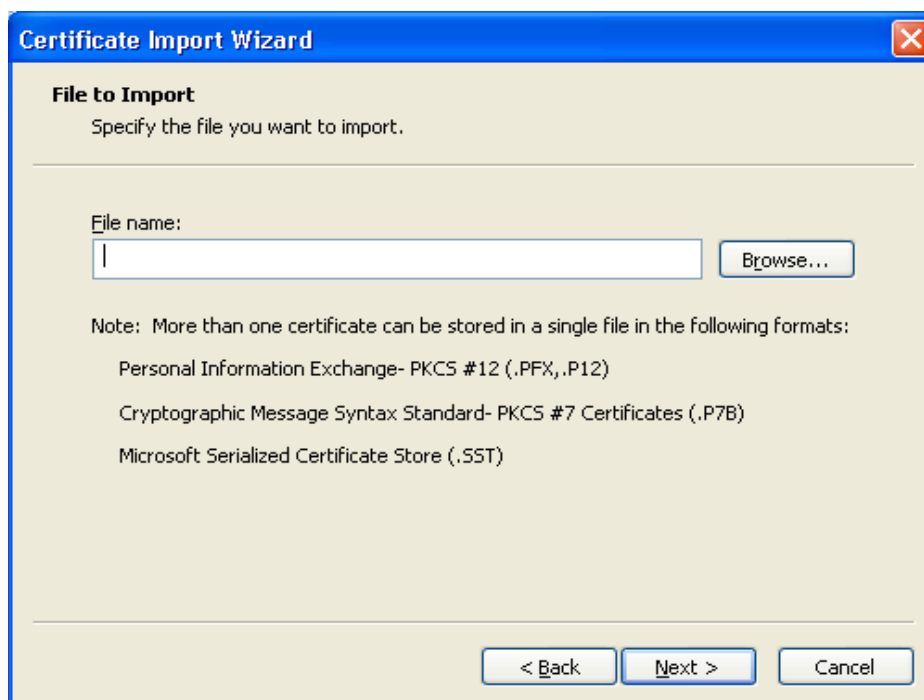 Certificate Import Wizard
File to Import
Specify the file you want to import.
File name:
Browse...
Note:  More than one certificate can be stored in a single file in the following formats:
Personal Information Exchange- PKCS #12 (.PFX,.P12)
Cryptographic Message Syntax Standard- PKCS #7 Certificates (.P7B)
Microsoft Serialized Certificate Store (.SST)
< Back Next > Cancel